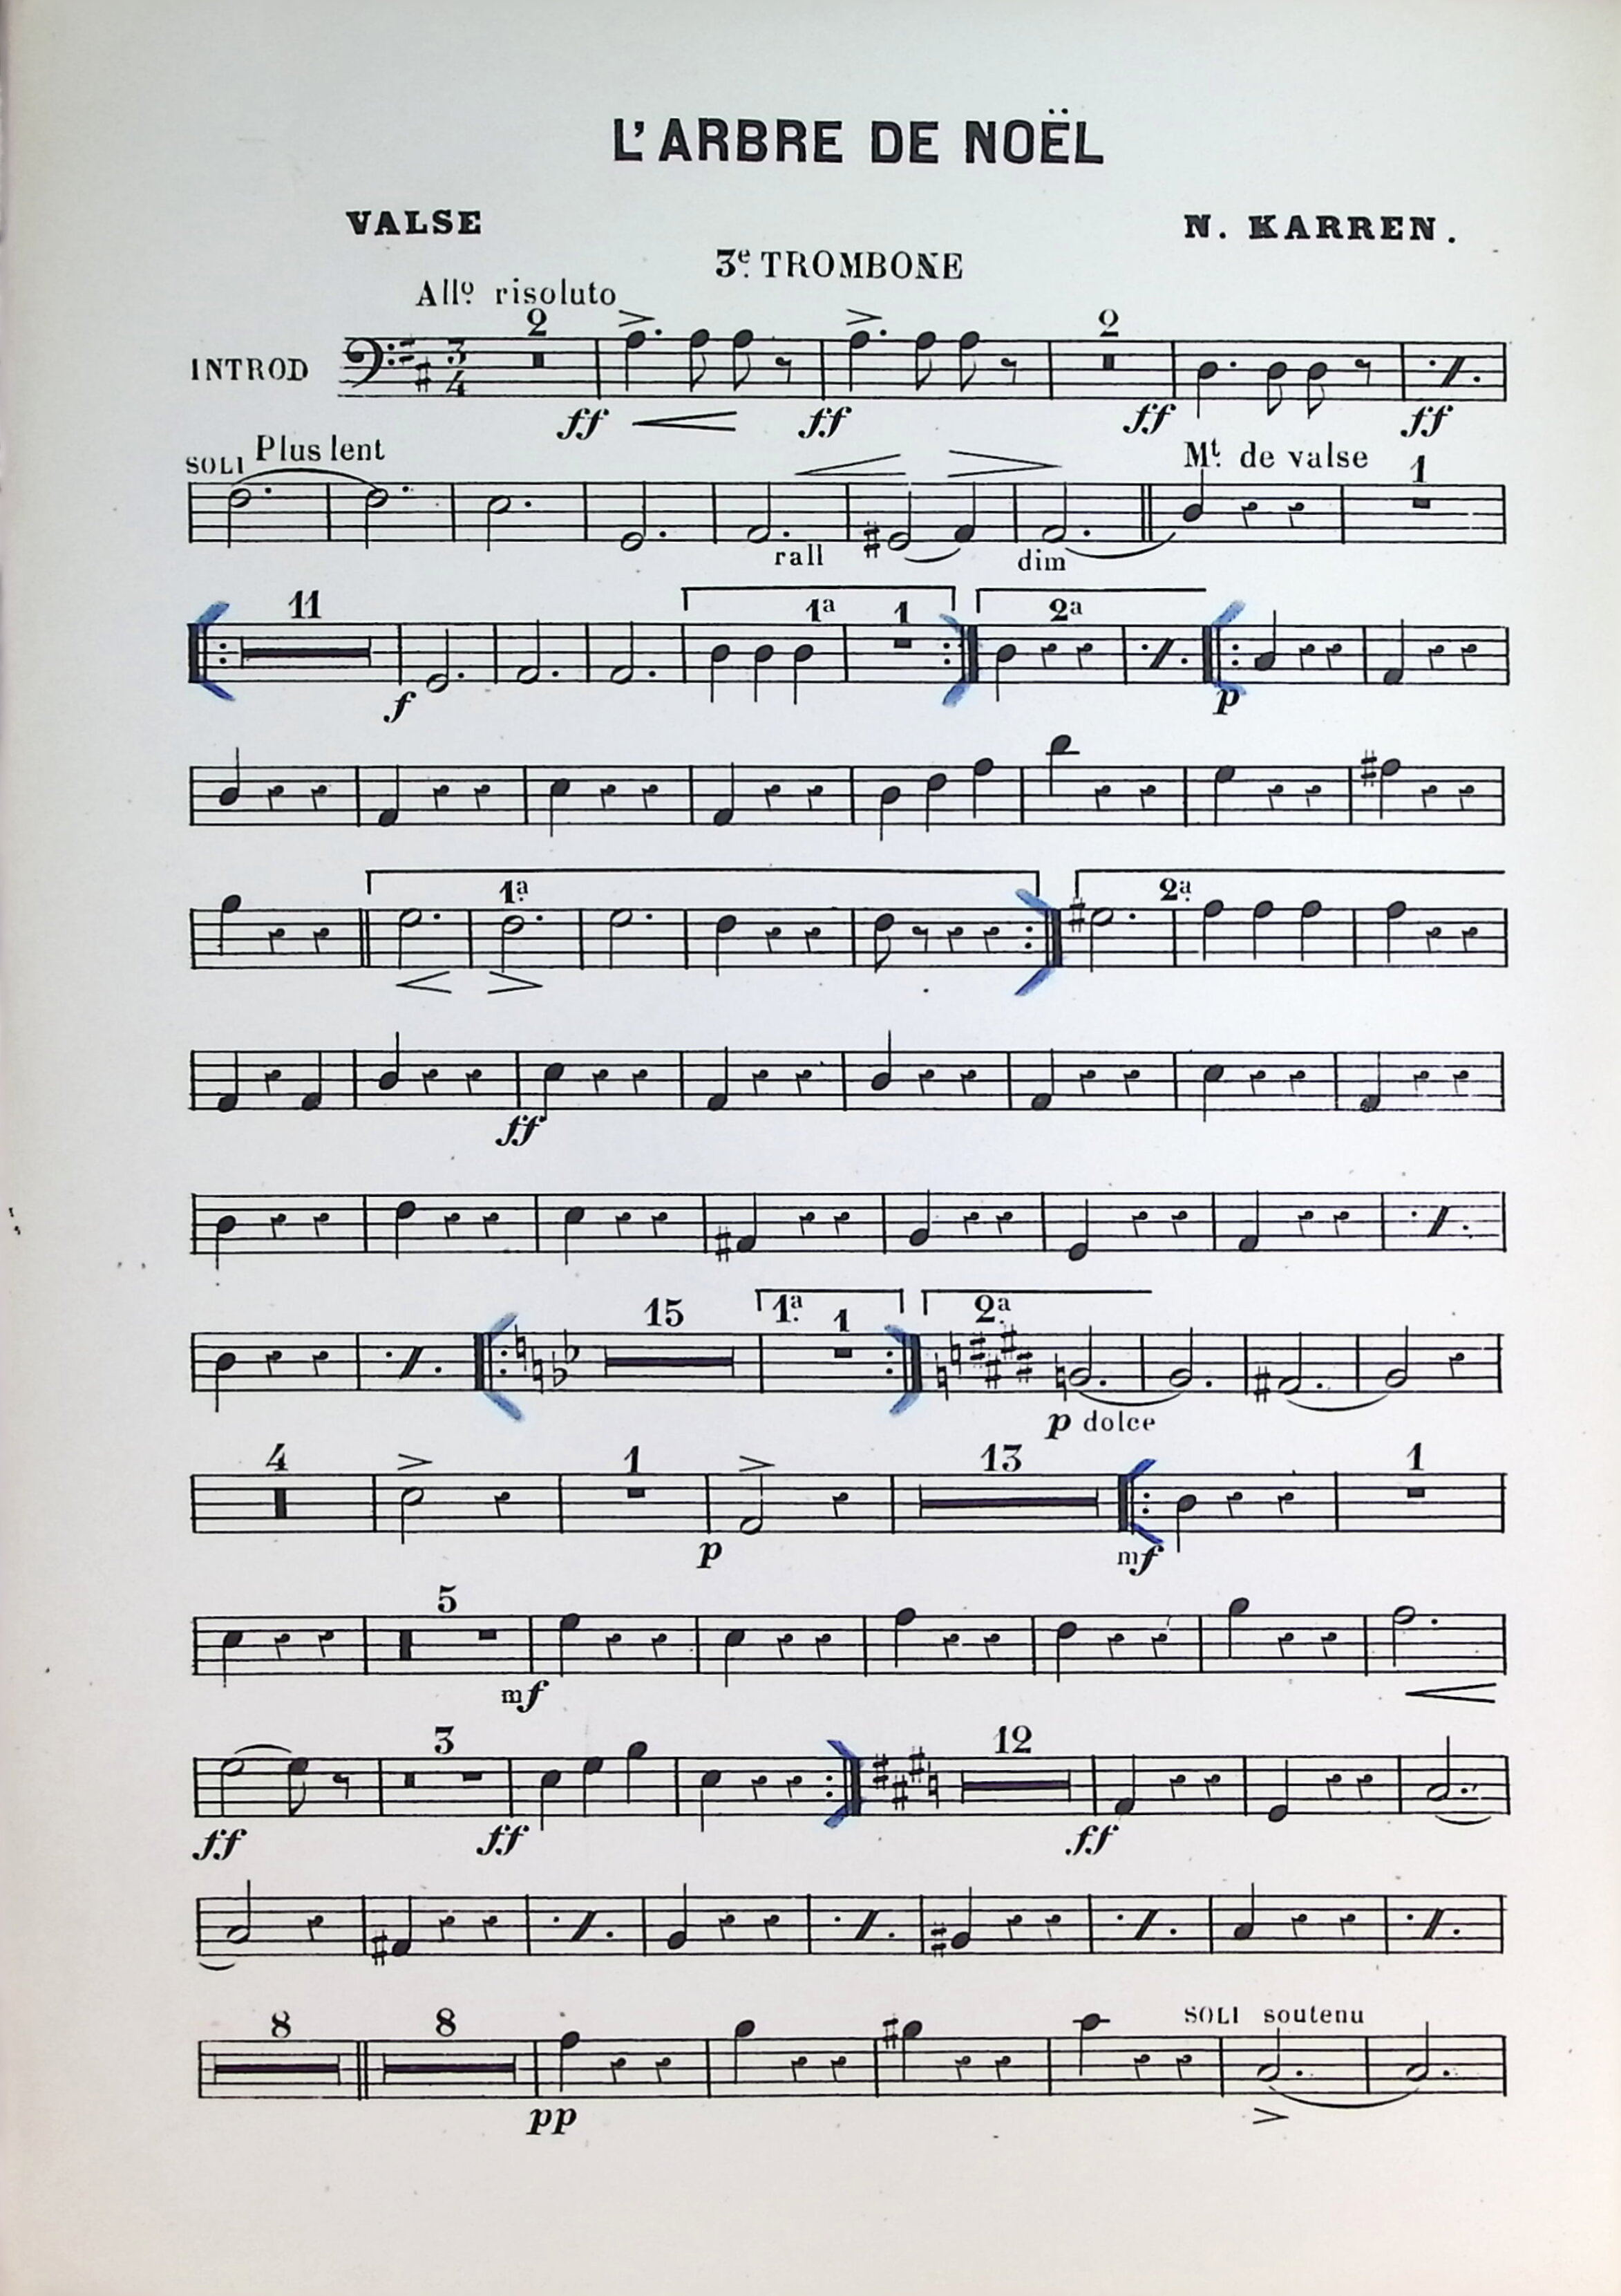 L'ARBRE DE NOËL
VALSE
N. KARREN.
3e. TROMBONE
Allo. risoluto
INTROD
3
4
2
2
ff
ff
ff
ff
SOLI Plus lent
Mt. de valse
1
rall
dim
11
1a
1
2a
f
p
1a.
2a.
ff
15
1a.
1
2a.
p dolce
4
1
13
1
p
mf
5
mf
3
12
ff
ff
ff
8
8
SOLI soutenu
pp